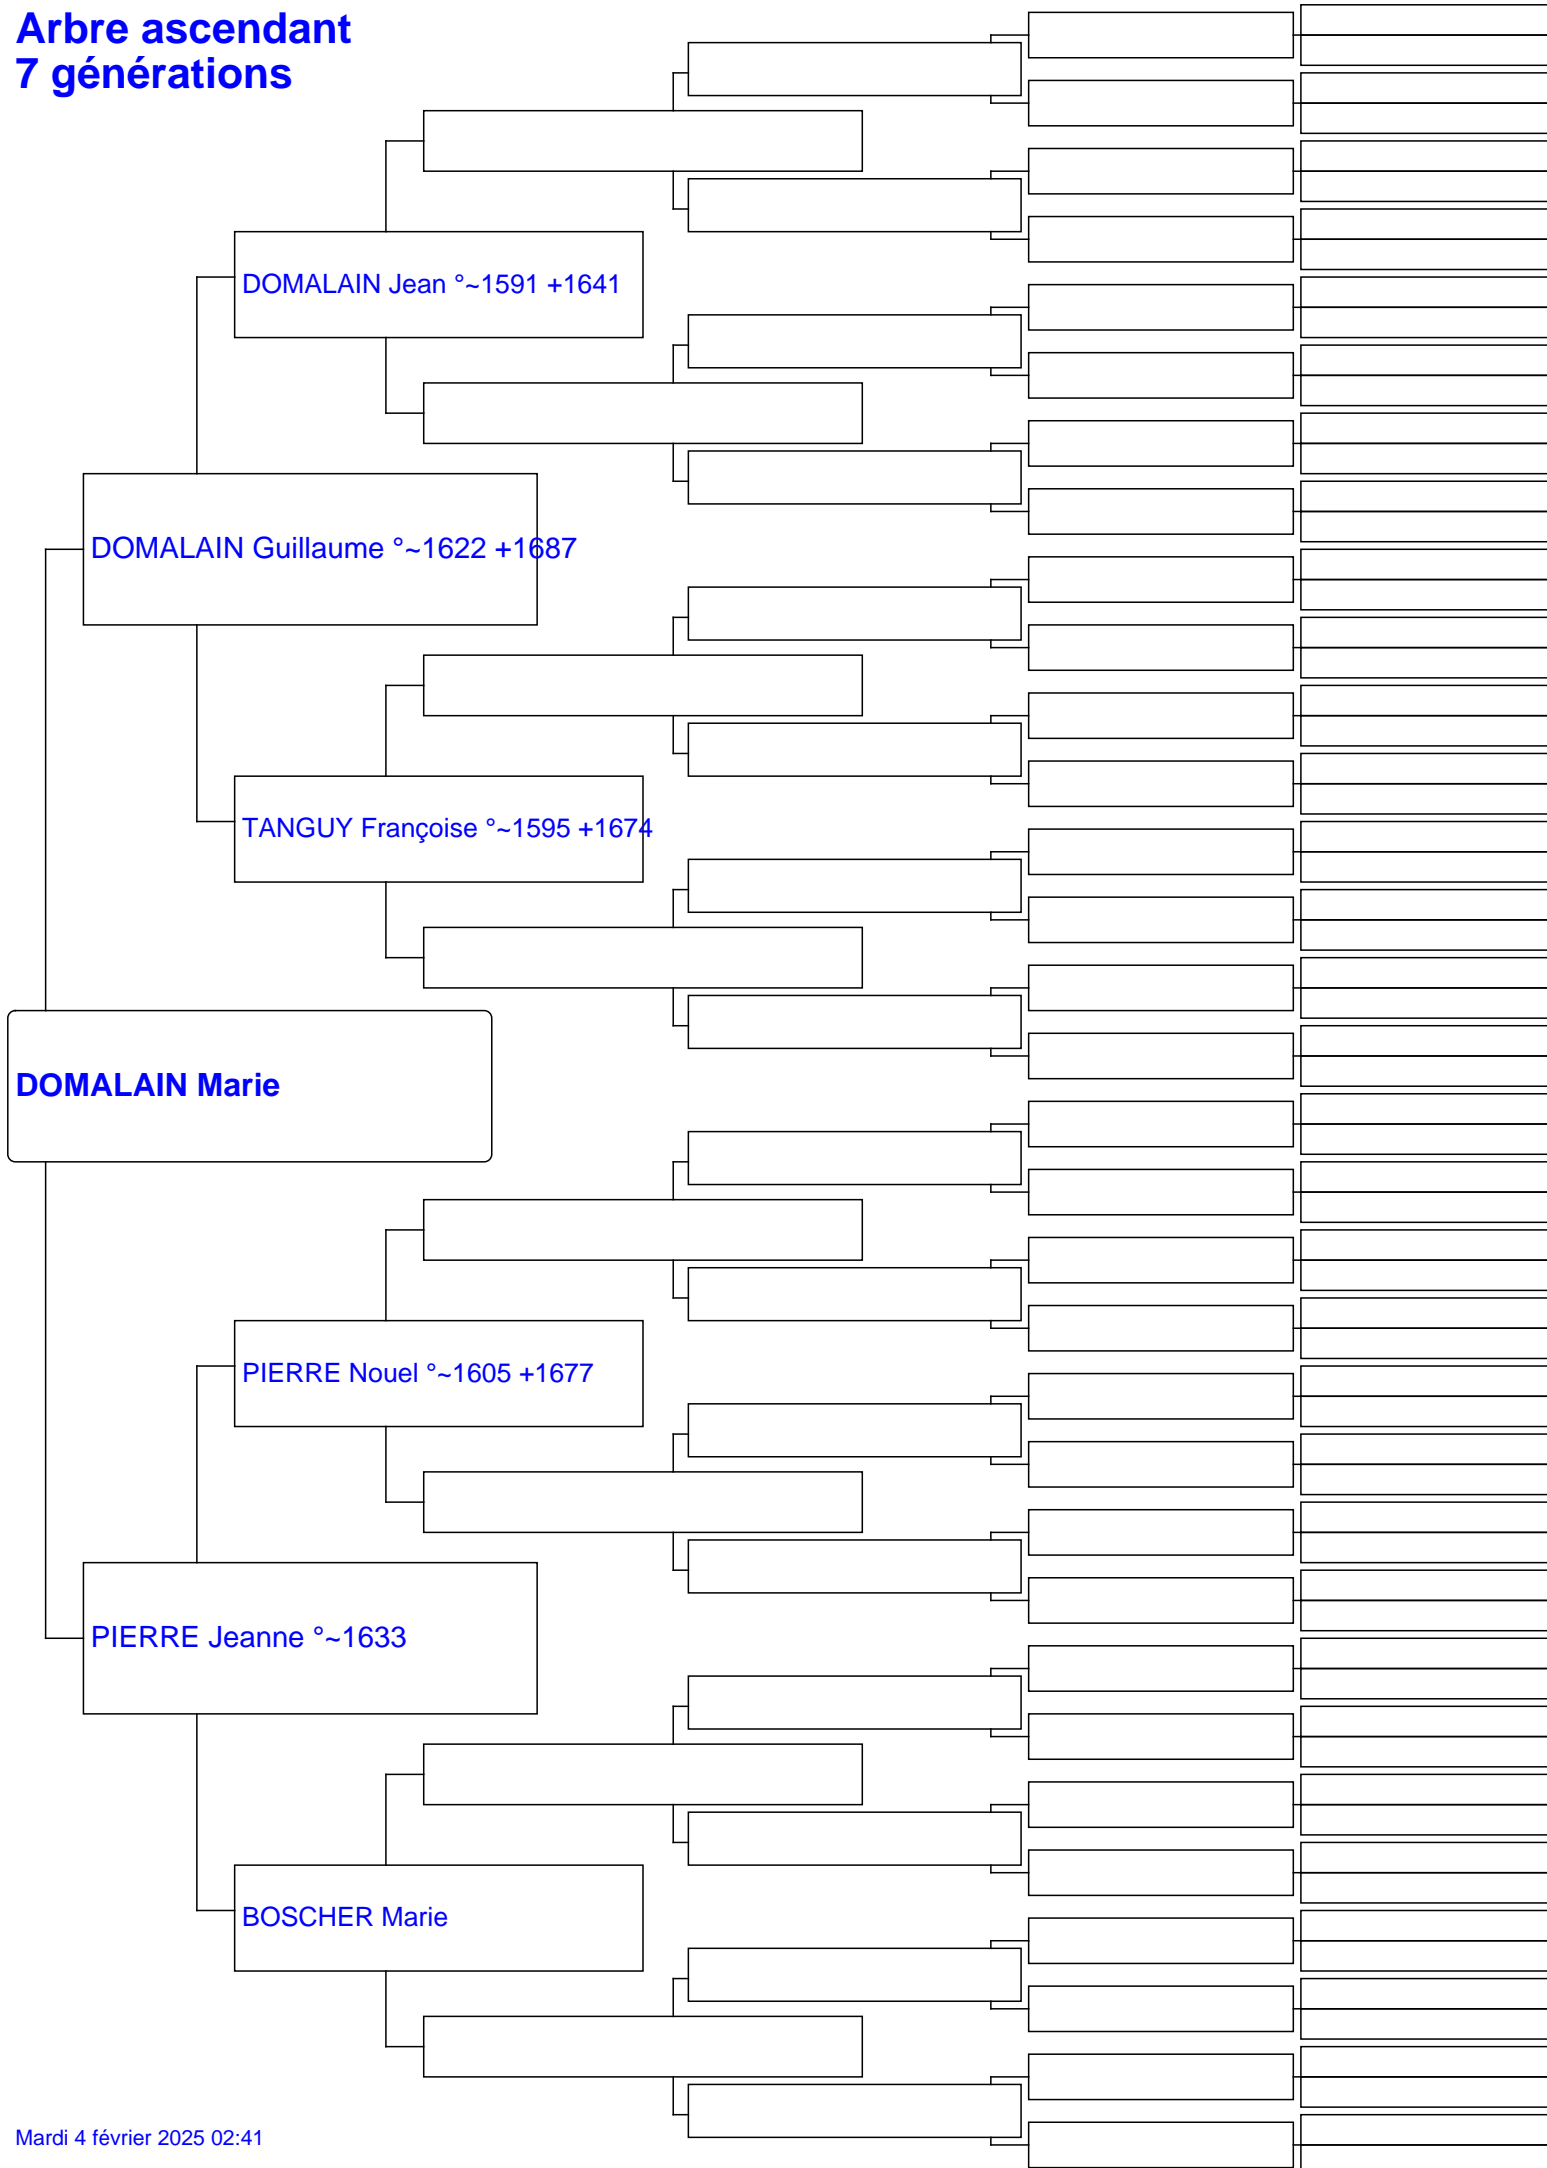 Arbre ascendant
7 générations
DOMALAIN Jean °~1591 +1641
DOMALAIN Guillaume °~1622 +1687
TANGUY Françoise °~1595 +1674
DOMALAIN Marie
PIERRE Nouel °~1605 +1677
PIERRE Jeanne °~1633
BOSCHER Marie
Mardi 4 février 2025 02:41